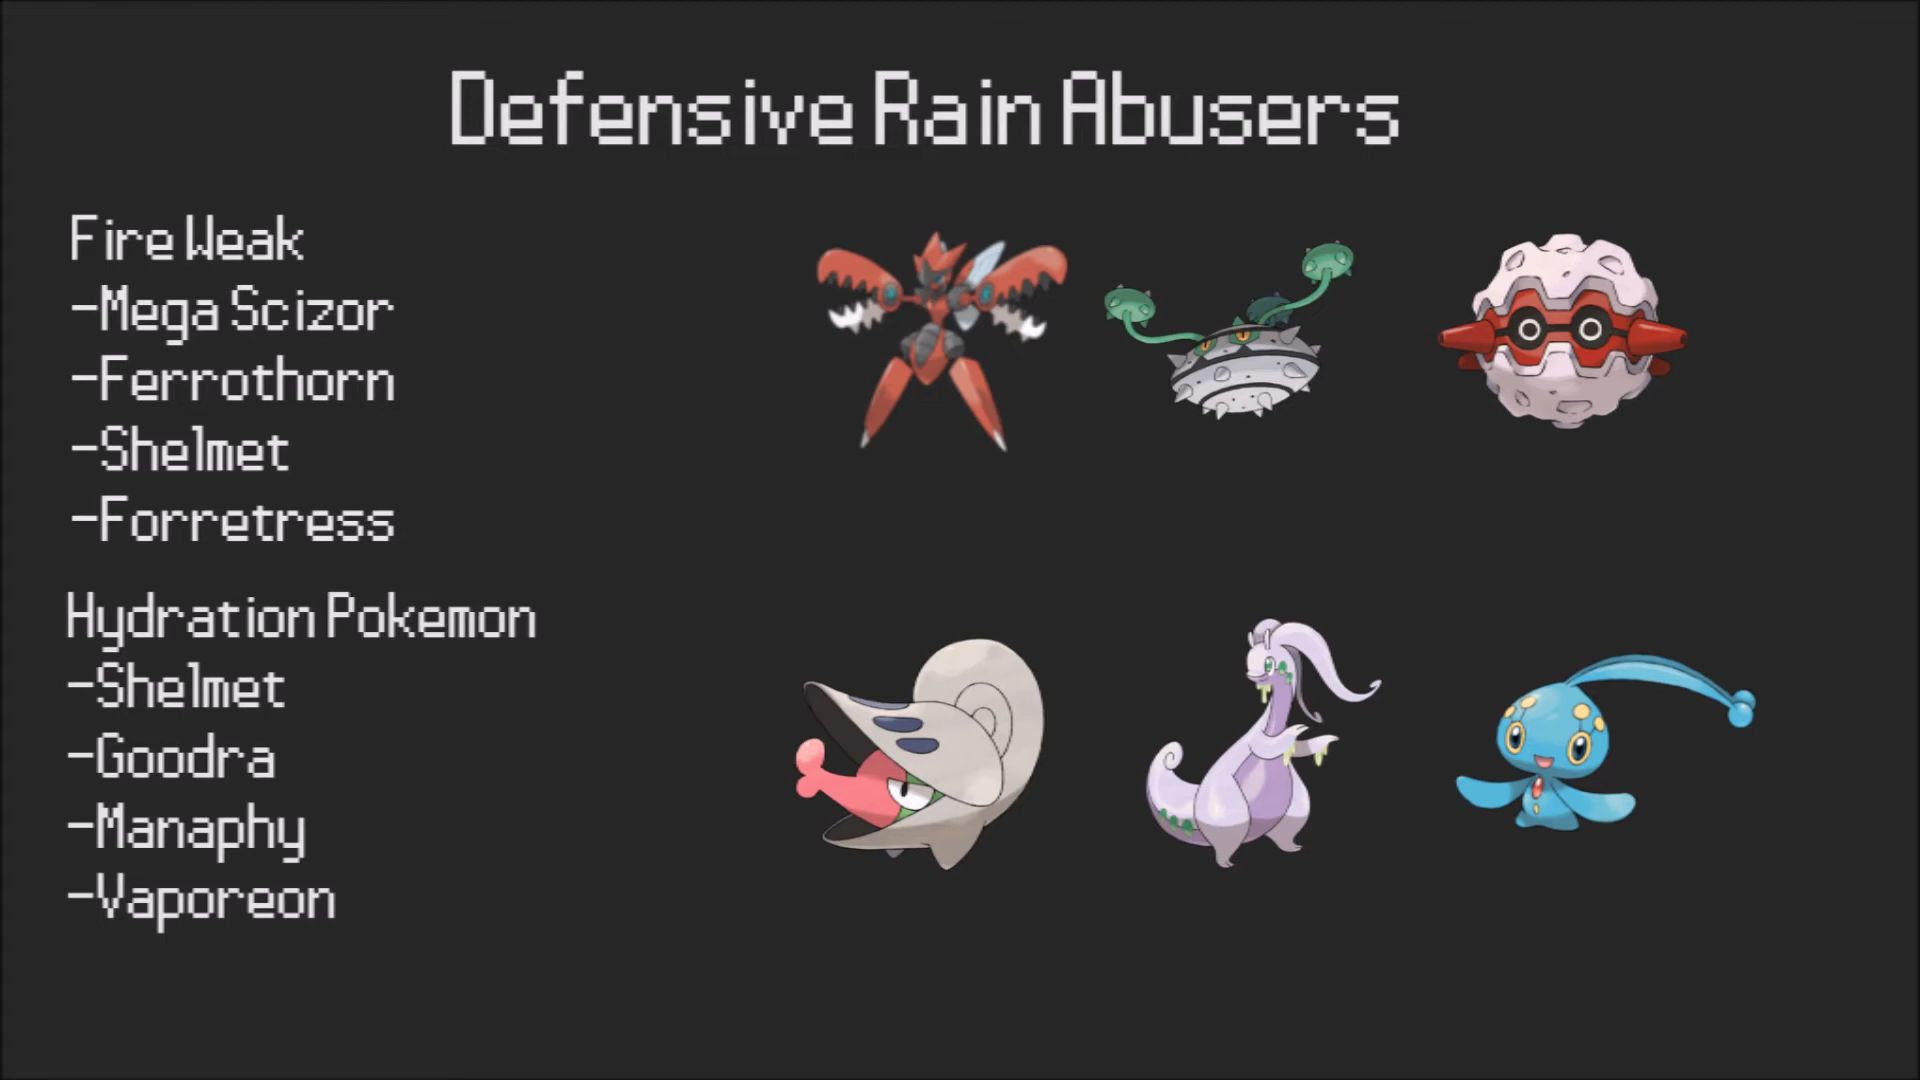 Defensive Rain Abusers
Fire Weak
-Mega Scizor
-Ferrothorn
-Shelmet
-Forretress
Hydration Pokemon
-Shelmet
-Goodra
-Manaphy
-Vaporeon